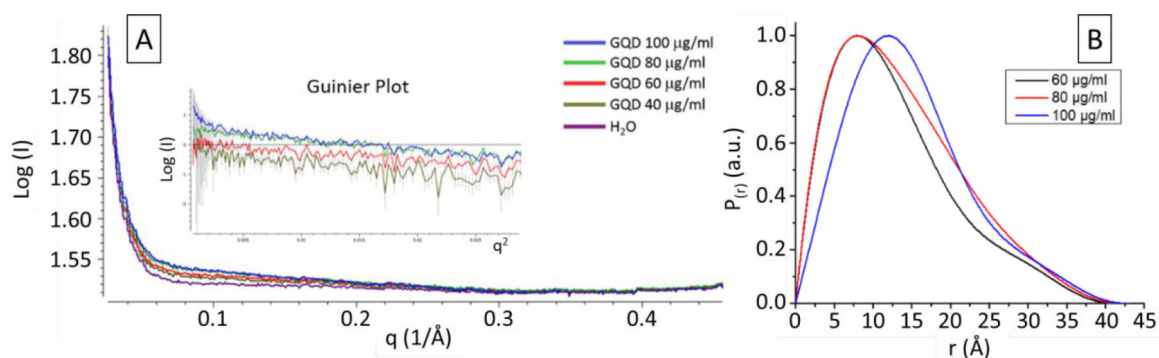 A
1.80
1.75
1.70
1.65
1.60
1.55
Log (I)
0.1
0.2
0.3
0.4
q (1/Å)
GQD 100 µg/ml
GQD 80 µg/ml
GQD 60 µg/ml
GQD 40 µg/ml
H₂O
Guinier Plot
Log (I)
q²
B
1.0
0.8
0.6
0.4
0.2
0.0
P(r) (a.u.)
0 5 10 15 20 25 30 35 40 45
r (Å)
60 µg/ml
80 µg/ml
100 µg/ml